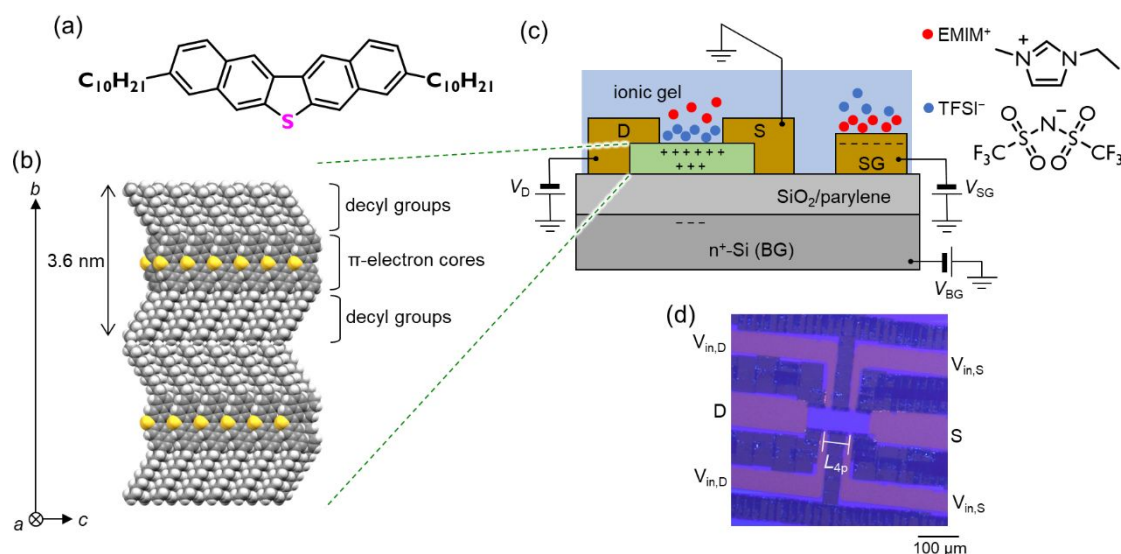 (a)
C10H21
C10H21
S
(b)
b
3.6 nm
decyl groups
π-electron cores
decyl groups
a
c
(c)
ionic gel
D
S
SG
+ + + + + +
+ + +
− − − − − −
VD
VSG
SiO2/parylene
− − −
n+-Si (BG)
VBG
EMIM+
+
N
N
TFSI−
O
O
−
S
N
S
F3C
O
O
CF3
(d)
Vin,D
Vin,S
D
S
L4p
Vin,D
Vin,S
100 μm